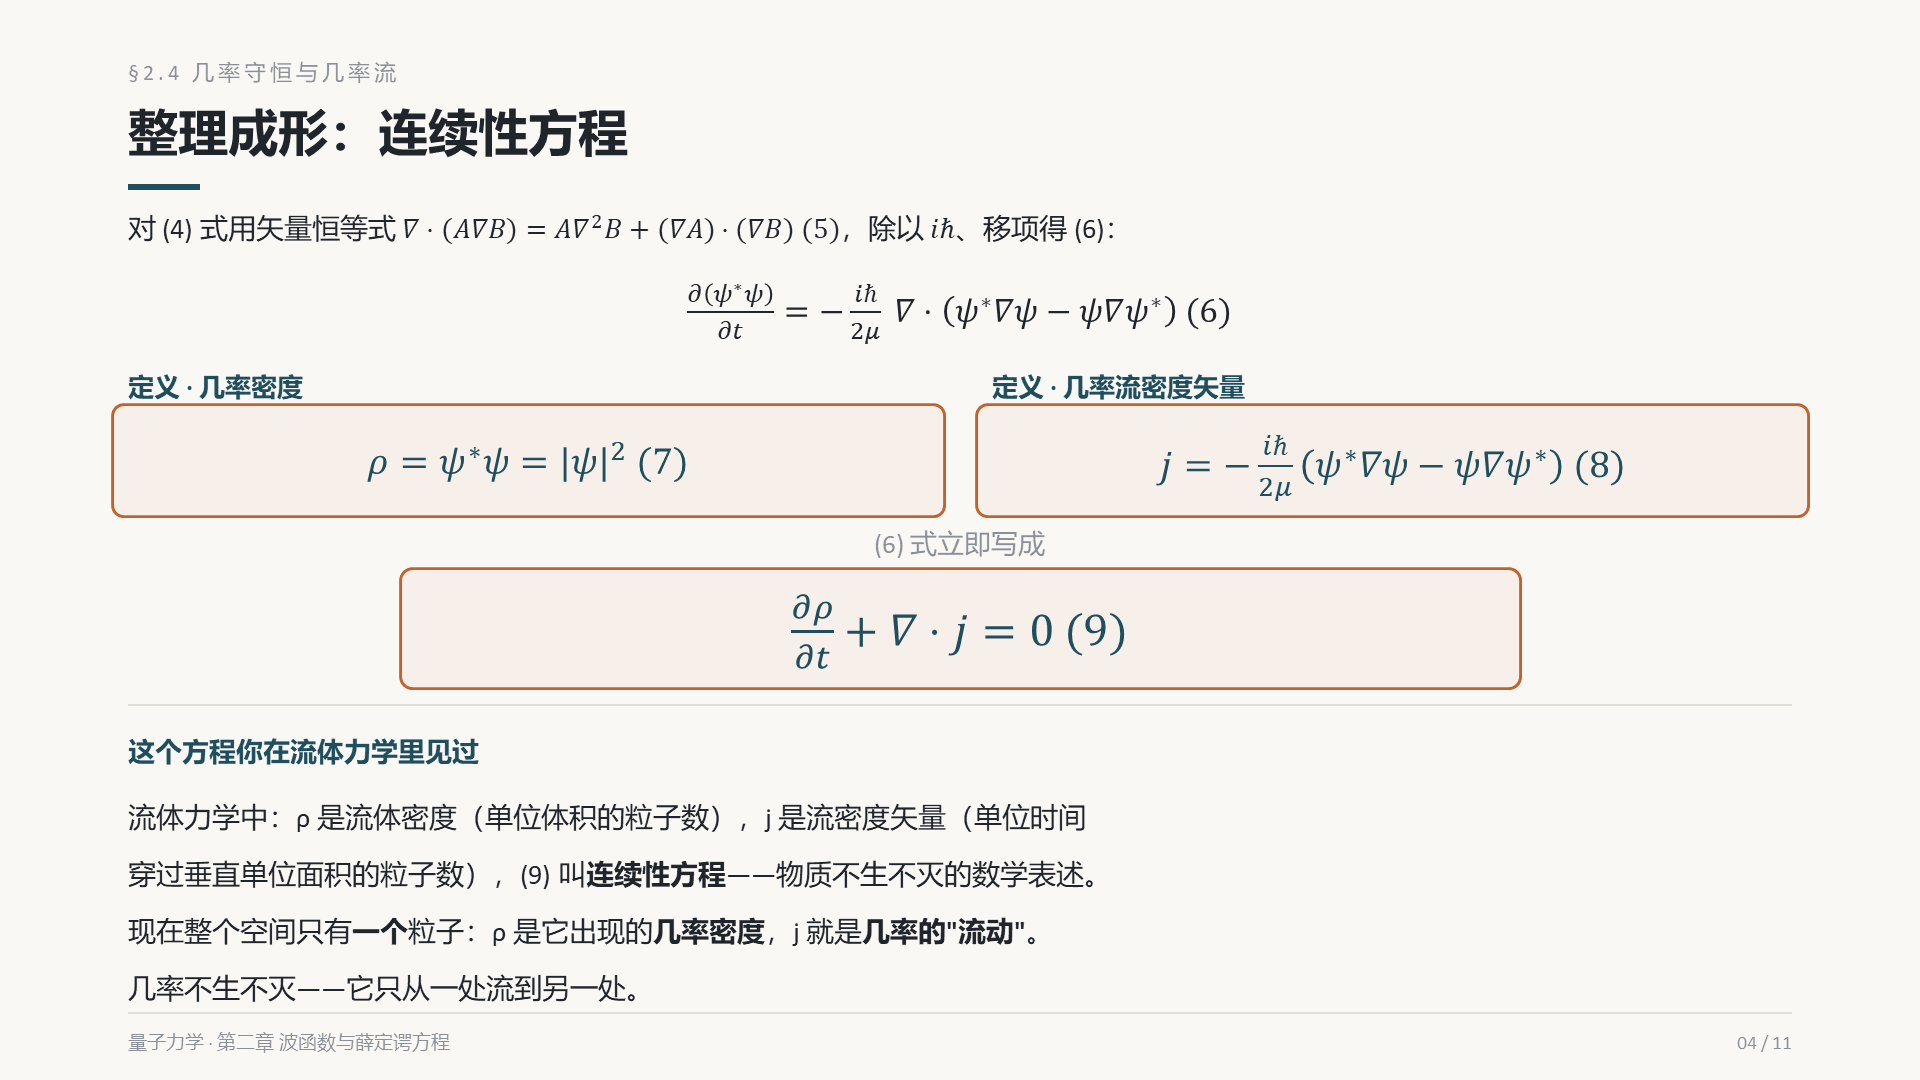 §2.4 几率守恒与几率流
整理成形：连续性方程
对 (4) 式用矢量恒等式 ∇ · (A∇B) = A∇²B + (∇A) · (∇B) (5)，除以 iħ、移项得 (6)：
∂(ψ*ψ)/∂t = −iħ/2μ ∇ · (ψ*∇ψ − ψ∇ψ*) (6)
定义 · 几率密度
ρ = ψ*ψ = |ψ|² (7)
定义 · 几率流密度矢量
j = −iħ/2μ (ψ*∇ψ − ψ∇ψ*) (8)
(6) 式立即写成
∂ρ/∂t + ∇ · j = 0 (9)
这个方程你在流体力学里见过
流体力学中：ρ 是流体密度（单位体积的粒子数），j 是流密度矢量（单位时间
穿过垂直单位面积的粒子数），(9) 叫连续性方程——物质不生不灭的数学表述。
现在整个空间只有一个粒子：ρ 是它出现的几率密度，j 就是几率的"流动"。
几率不生不灭——它只从一处流到另一处。
量子力学 · 第二章 波函数与薛定谔方程
04 / 11